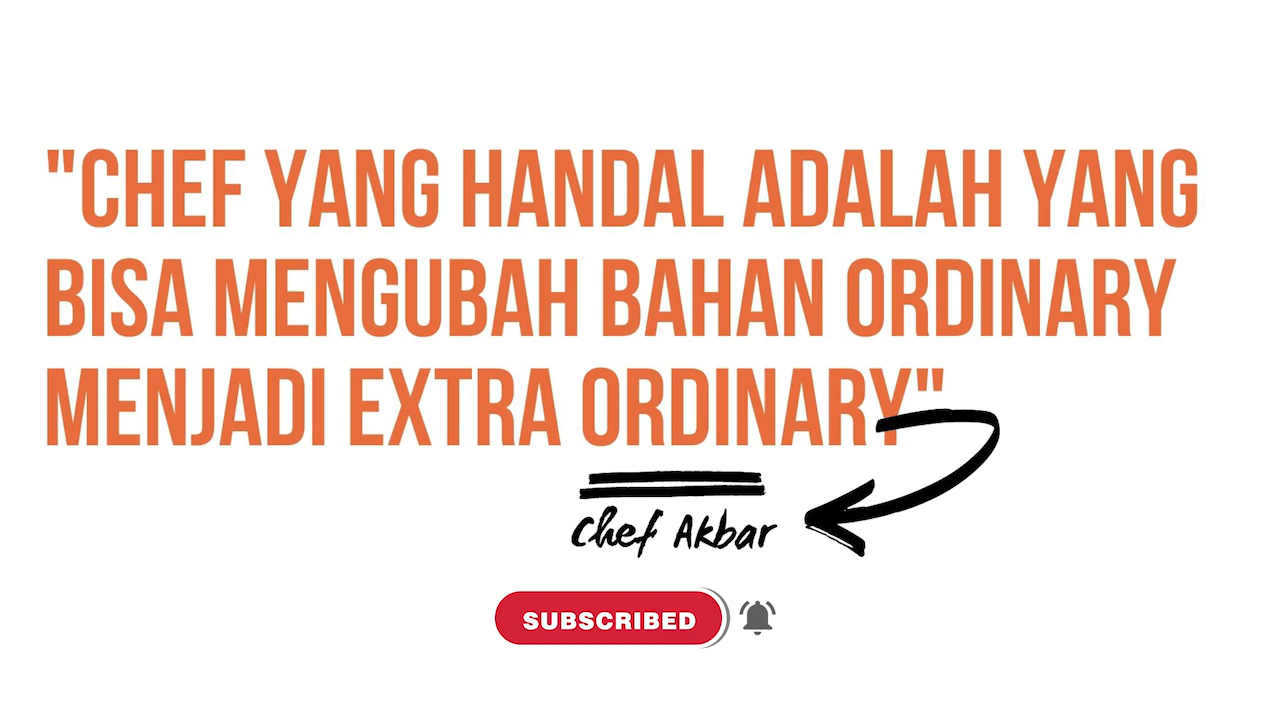 "CHEF YANG HANDAL ADALAH YANG
BISA MENGUBAH BAHAN ORDINARY
MENJADI EXTRA ORDINARY"
Chef Akbar
SUBSCRIBED